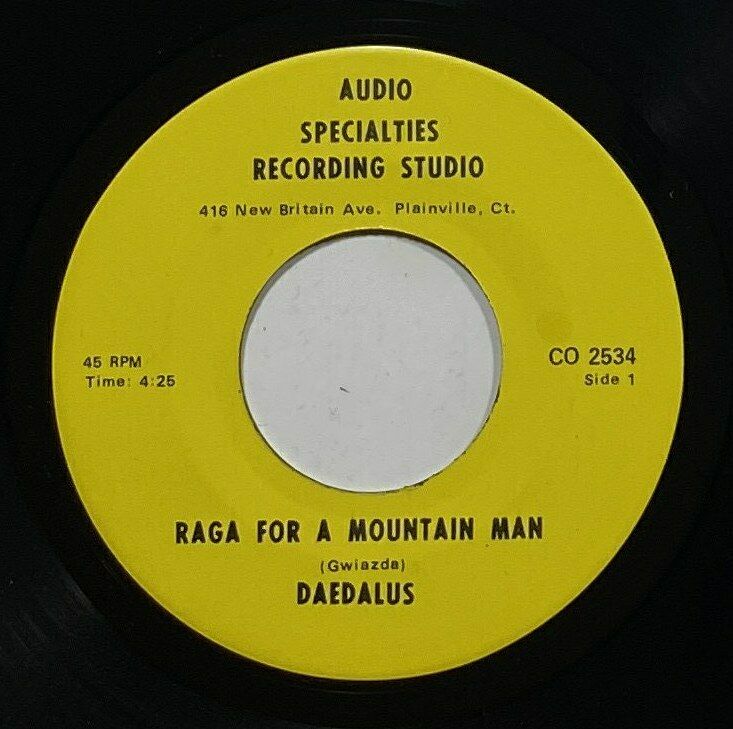 AUDIO
SPECIALTIES
RECORDING STUDIO
416 New Britain Ave. Plainville, Ct.
45 RPM
Time: 4:25
CO 2534
Side 1
RAGA FOR A MOUNTAIN MAN
(Gwiazda)
DAEDALUS